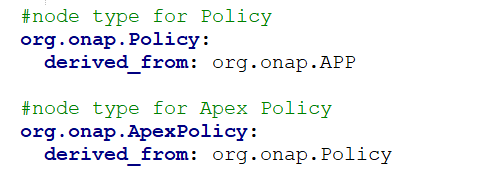 #node type for Policy
org.onap.Policy:
  derived_from: org.onap.APP

#node type for Apex Policy
org.onap.ApexPolicy:
  derived_from: org.onap.Policy